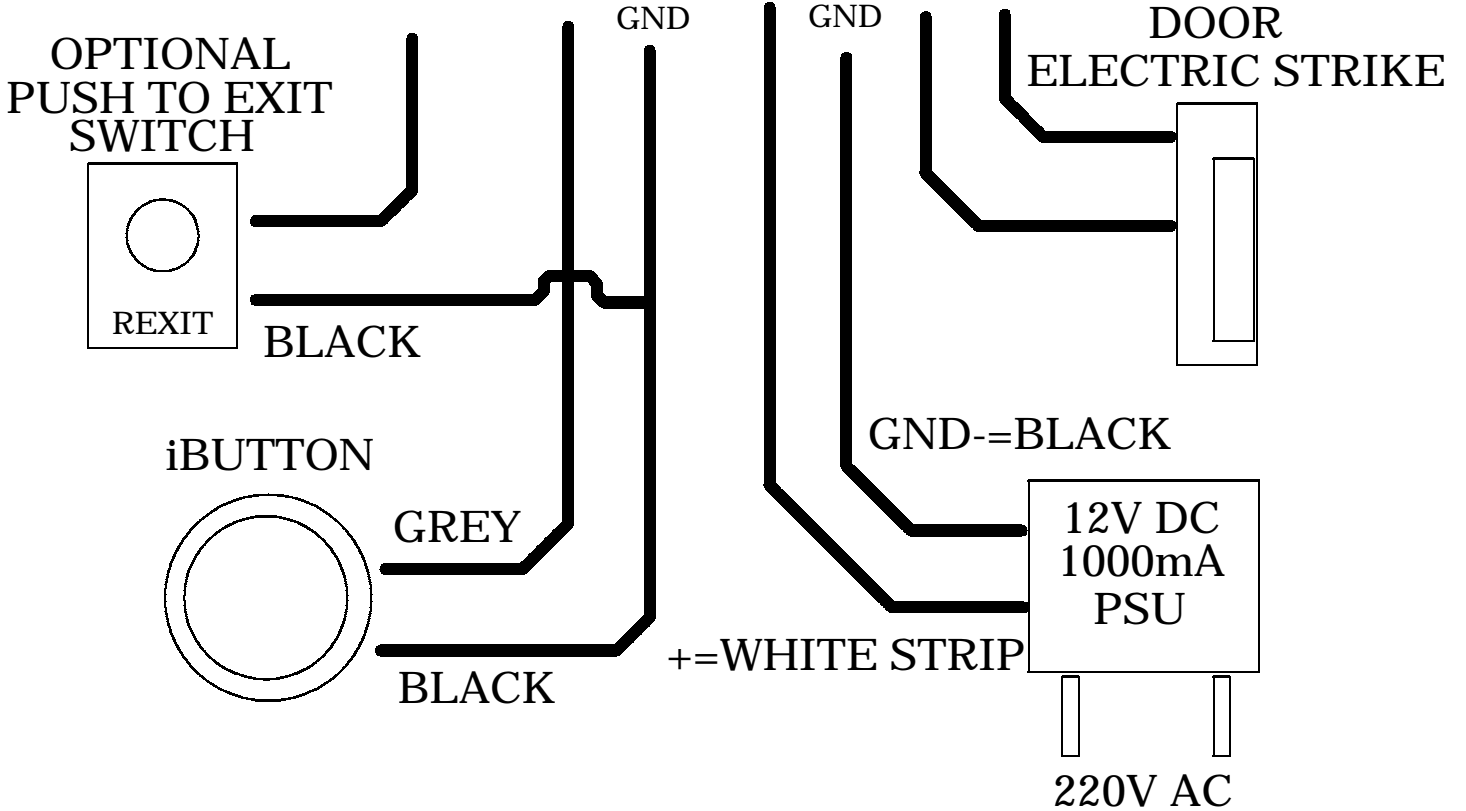 GND
GND
DOOR
ELECTRIC STRIKE
OPTIONAL
PUSH TO EXIT
SWITCH
REXIT
BLACK
iBUTTON
GREY
BLACK
GND-=BLACK
12V DC
1000mA
PSU
+=WHITE STRIP
220V AC